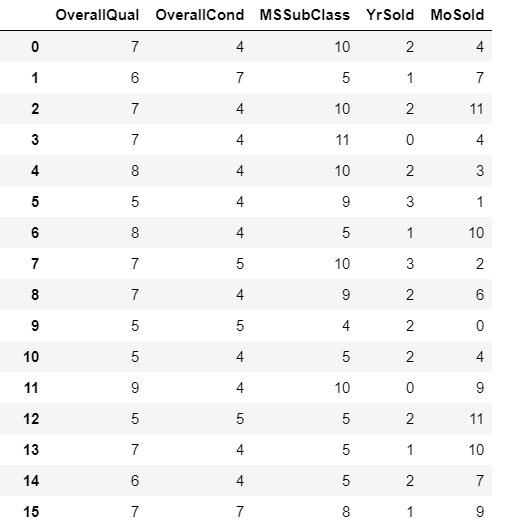 OverallQual OverallCond MSSubClass YrSold MoSold
0 7 4 10 2 4
1 6 7 5 1 7
2 7 4 10 2 11
3 7 4 11 0 4
4 8 4 10 2 3
5 5 4 9 3 1
6 8 4 5 1 10
7 7 5 10 3 2
8 7 4 9 2 6
9 5 5 4 2 0
10 5 4 5 2 4
11 9 4 10 0 9
12 5 5 5 2 11
13 7 4 5 1 10
14 6 4 5 2 7
15 7 7 8 1 9